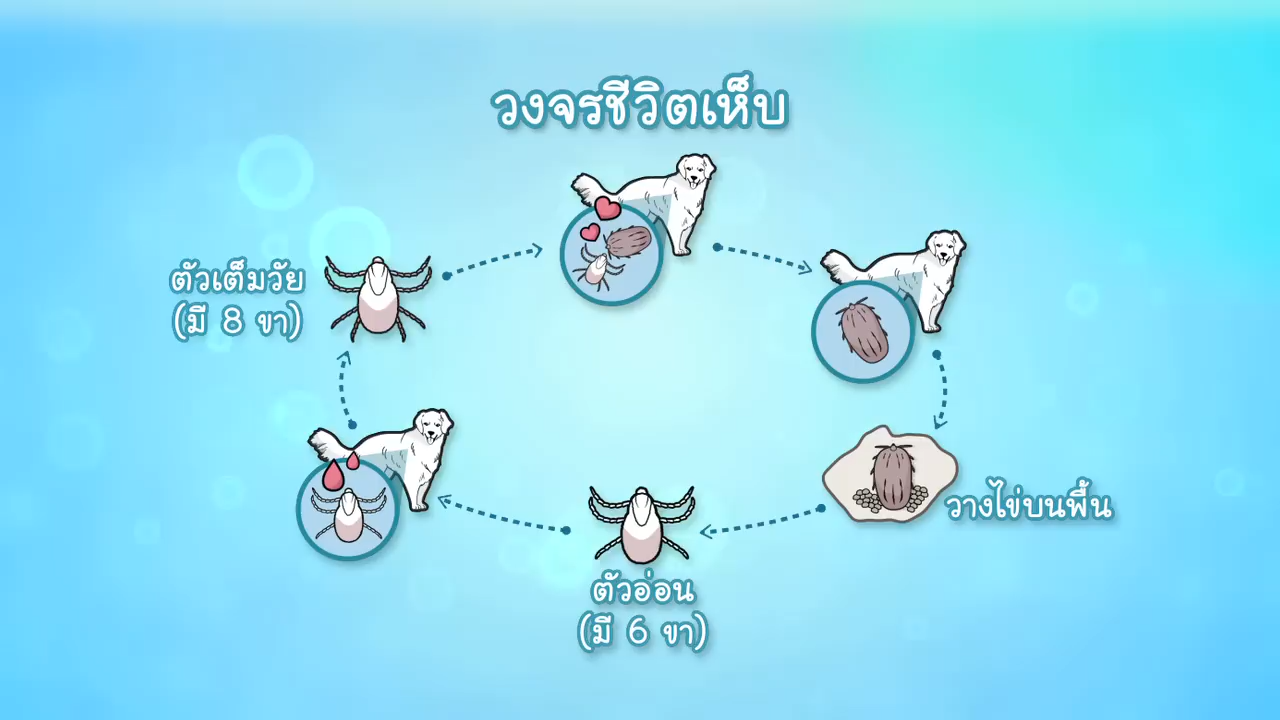 วงจรชีวิตเห็บ
ตัวเต็มวัย
(มี 8 ขา)
วางไข่บนพื้น
ตัวอ่อน
(มี 6 ขา)